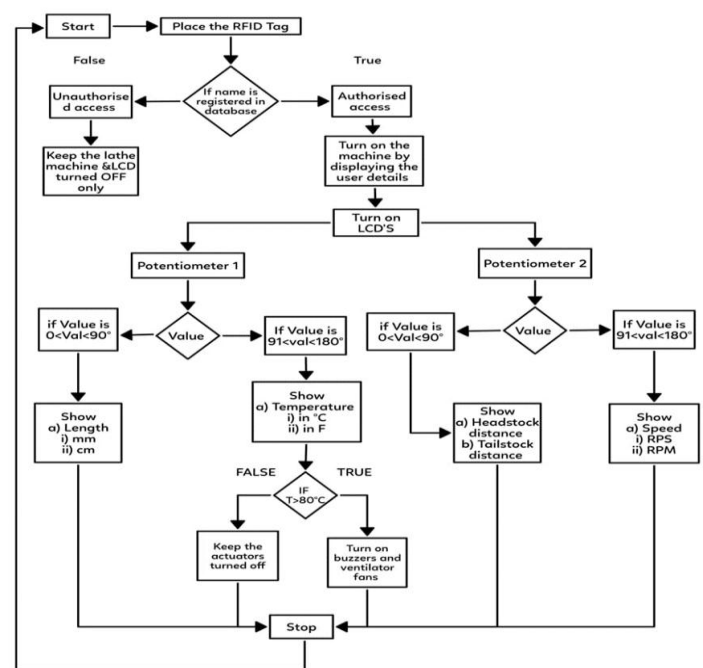 Start
Place the RFID Tag
False
True
If name is
registered in
database
Unauthorise
d access
Authorised
access
Keep the lathe
machine &LCD
turned OFF
only
Turn on the
machine by
displaying the
user details
Turn on
LCD'S
Potentiometer 1
Potentiometer 2
if Value is
0<Val<90°
Value
If Value is
91<val<180°
if Value is
0<Val<90°
Value
If Value is
91<val<180°
Show
a) Length
i) mm
ii) cm
Show
a) Temperature
i) in °C
ii) in F
Show
a) Headstock
distance
b) Tailstock
distance
Show
a) Speed
i) RPS
ii) RPM
FALSE
TRUE
IF
T>80°C
Keep the
actuators
turned off
Turn on
buzzers and
ventilator
fans
Stop